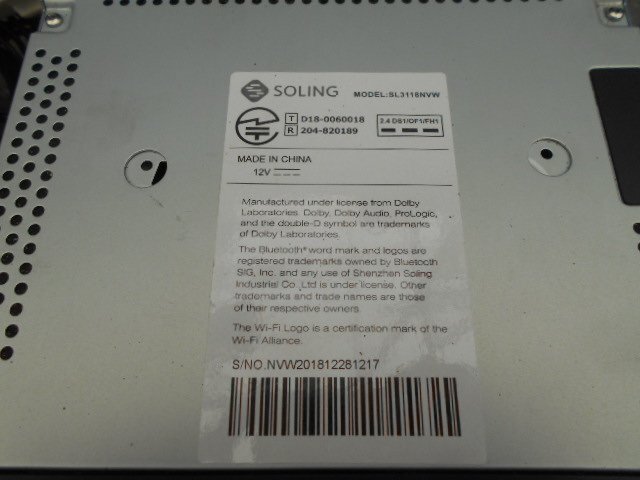 SOLING
MODEL:SL3118NVW
T D18-0060018
R 204-820189
2.4 DS1/OF1/FH1
MADE IN CHINA
12V
Manufactured under license from Dolby
Laboratories. Dolby, Dolby Audio, ProLogic,
and the double-D symbol are trademarks
of Dolby Laboratories.
The Bluetooth® word mark and logos are
registered trademarks owned by Bluetooth
SIG, Inc. and any use of Shenzhen Soling
Industrial Co.,Ltd is under license. Other
trademarks and trade names are those
of their respective owners.
The Wi-Fi Logo is a certification mark of the
Wi-Fi Alliance.
S/NO.NVW201812281217